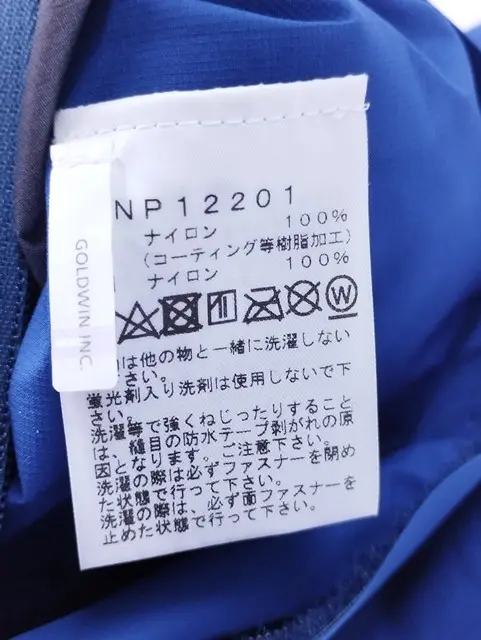 NP12201
ナイロン 100%
(コーティング等樹脂加工)
ナイロン 100%
W
は他の物と一緒に洗濯しない
さい。
蛍光剤入り洗剤は使用しないで下
さい。
洗濯等で強くねじったりすること
は、縫目の防水テープ剥がれの原
因となります。ご注意下さい。
洗濯の際は必ずファスナーを閉め
た状態で行って下さい。
洗濯の際は、必ず面ファスナーを
止めた状態で行って下さい。
GOLDWIN INC.